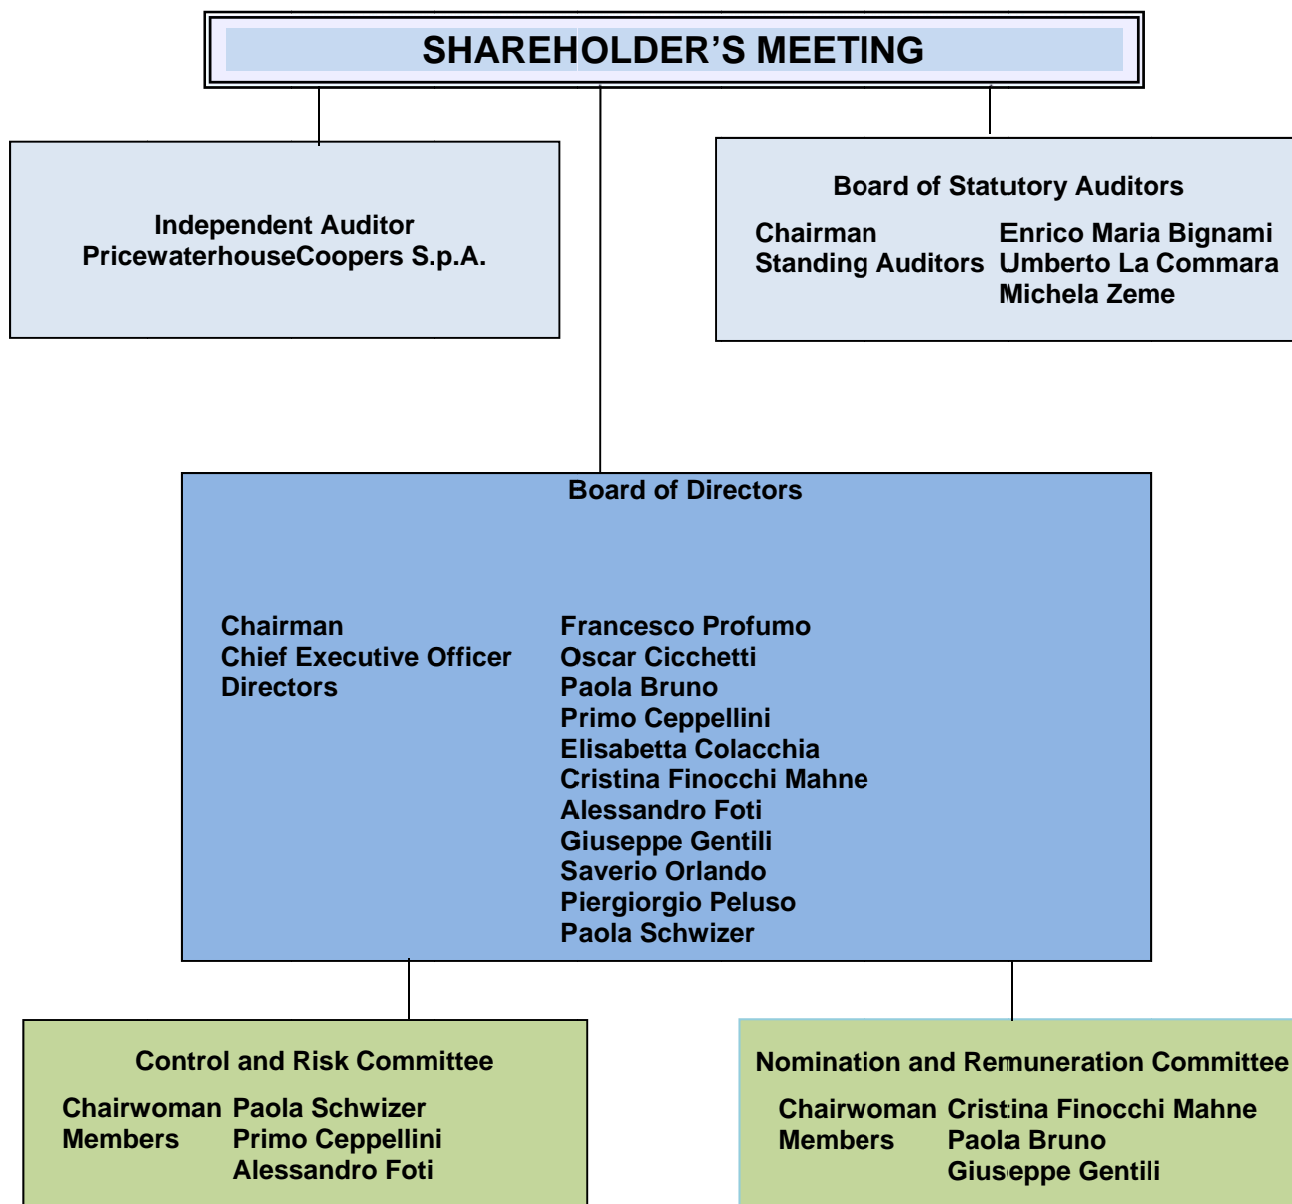 SHAREHOLDER’S MEETING
Independent Auditor
PricewaterhouseCoopers S.p.A.
Board of Statutory Auditors
Chairman Enrico Maria Bignami
Standing Auditors Umberto La Commara
Michela Zeme
Board of Directors
Chairman Francesco Profumo
Chief Executive Officer Oscar Cicchetti
Directors Paola Bruno
Primo Ceppellini
Elisabetta Colacchia
Cristina Finocchi Mahne
Alessandro Foti
Giuseppe Gentili
Saverio Orlando
Piergiorgio Peluso
Paola Schwizer
Control and Risk Committee
Chairwoman Paola Schwizer
Members Primo Ceppellini
Alessandro Foti
Nomination and Remuneration Committee
Chairwoman Cristina Finocchi Mahne
Members Paola Bruno
Giuseppe Gentili